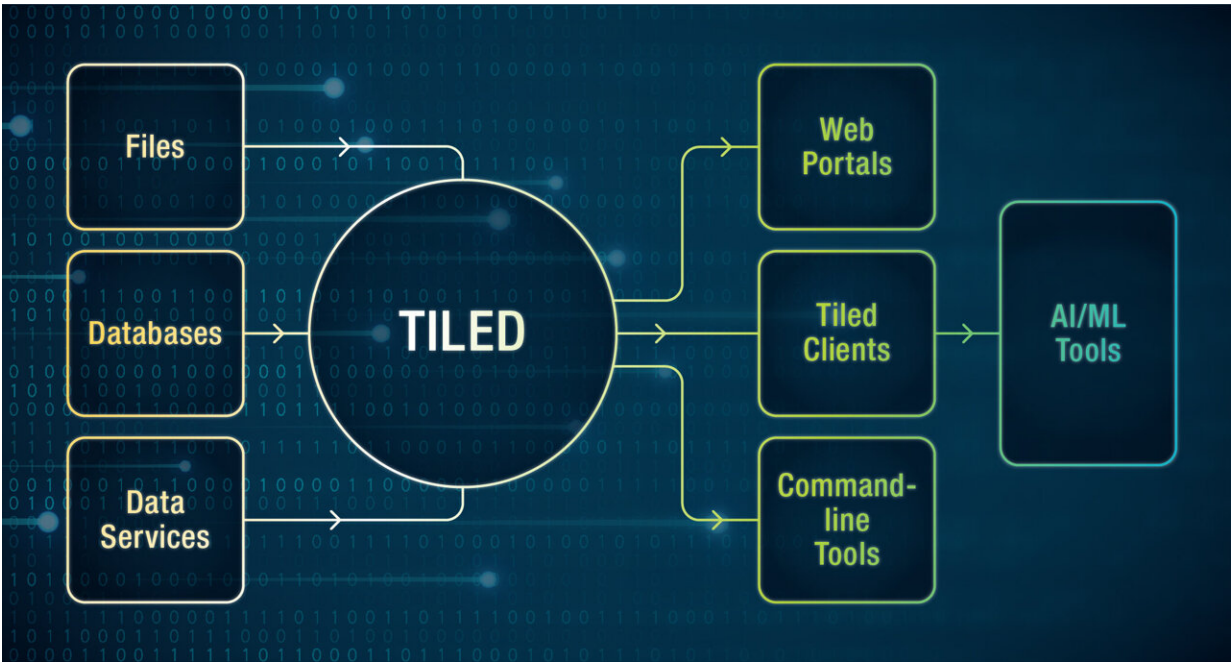 Files
Databases
Data
Services
TILED
Web
Portals
Tiled
Clients
Command-
line
Tools
AI/ML
Tools